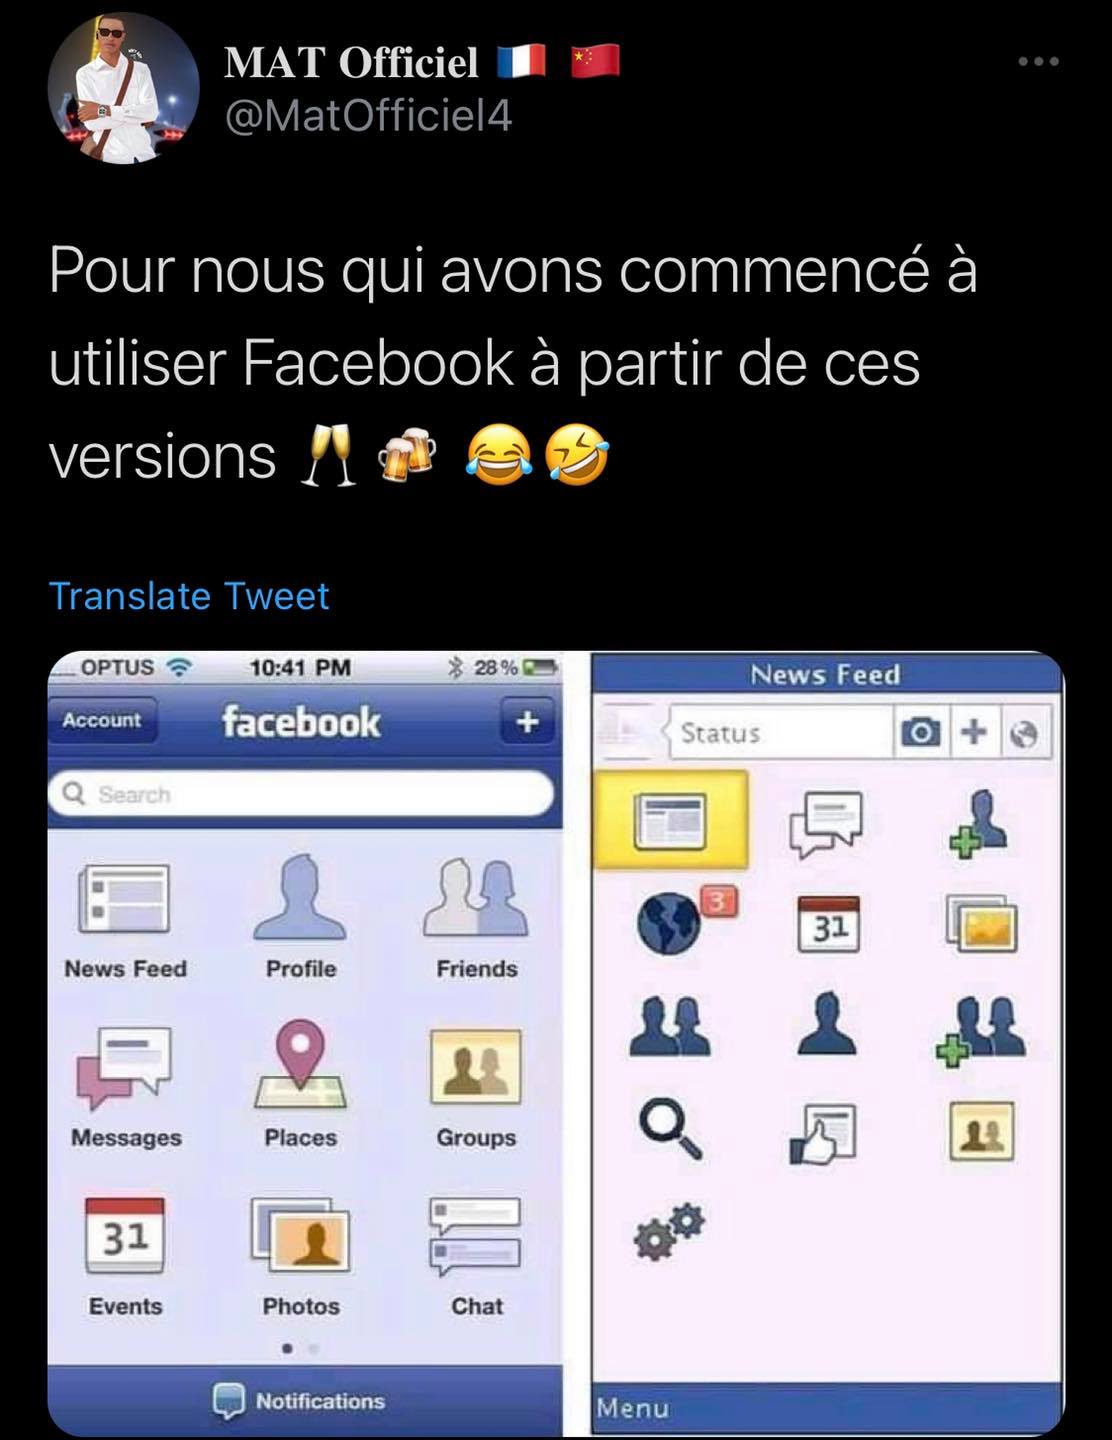 MAT Officiel 🇫🇷 🇨🇳
@MatOfficiel4
Pour nous qui avons commencé à
utiliser Facebook à partir de ces
versions 🥂🍻 😂🤣
Translate Tweet
OPTUS 10:41 PM 28%
Account facebook +
Search
News Feed Profile Friends
Messages Places Groups
31
Events Photos Chat
Notifications
News Feed
Status +
3
31
Menu